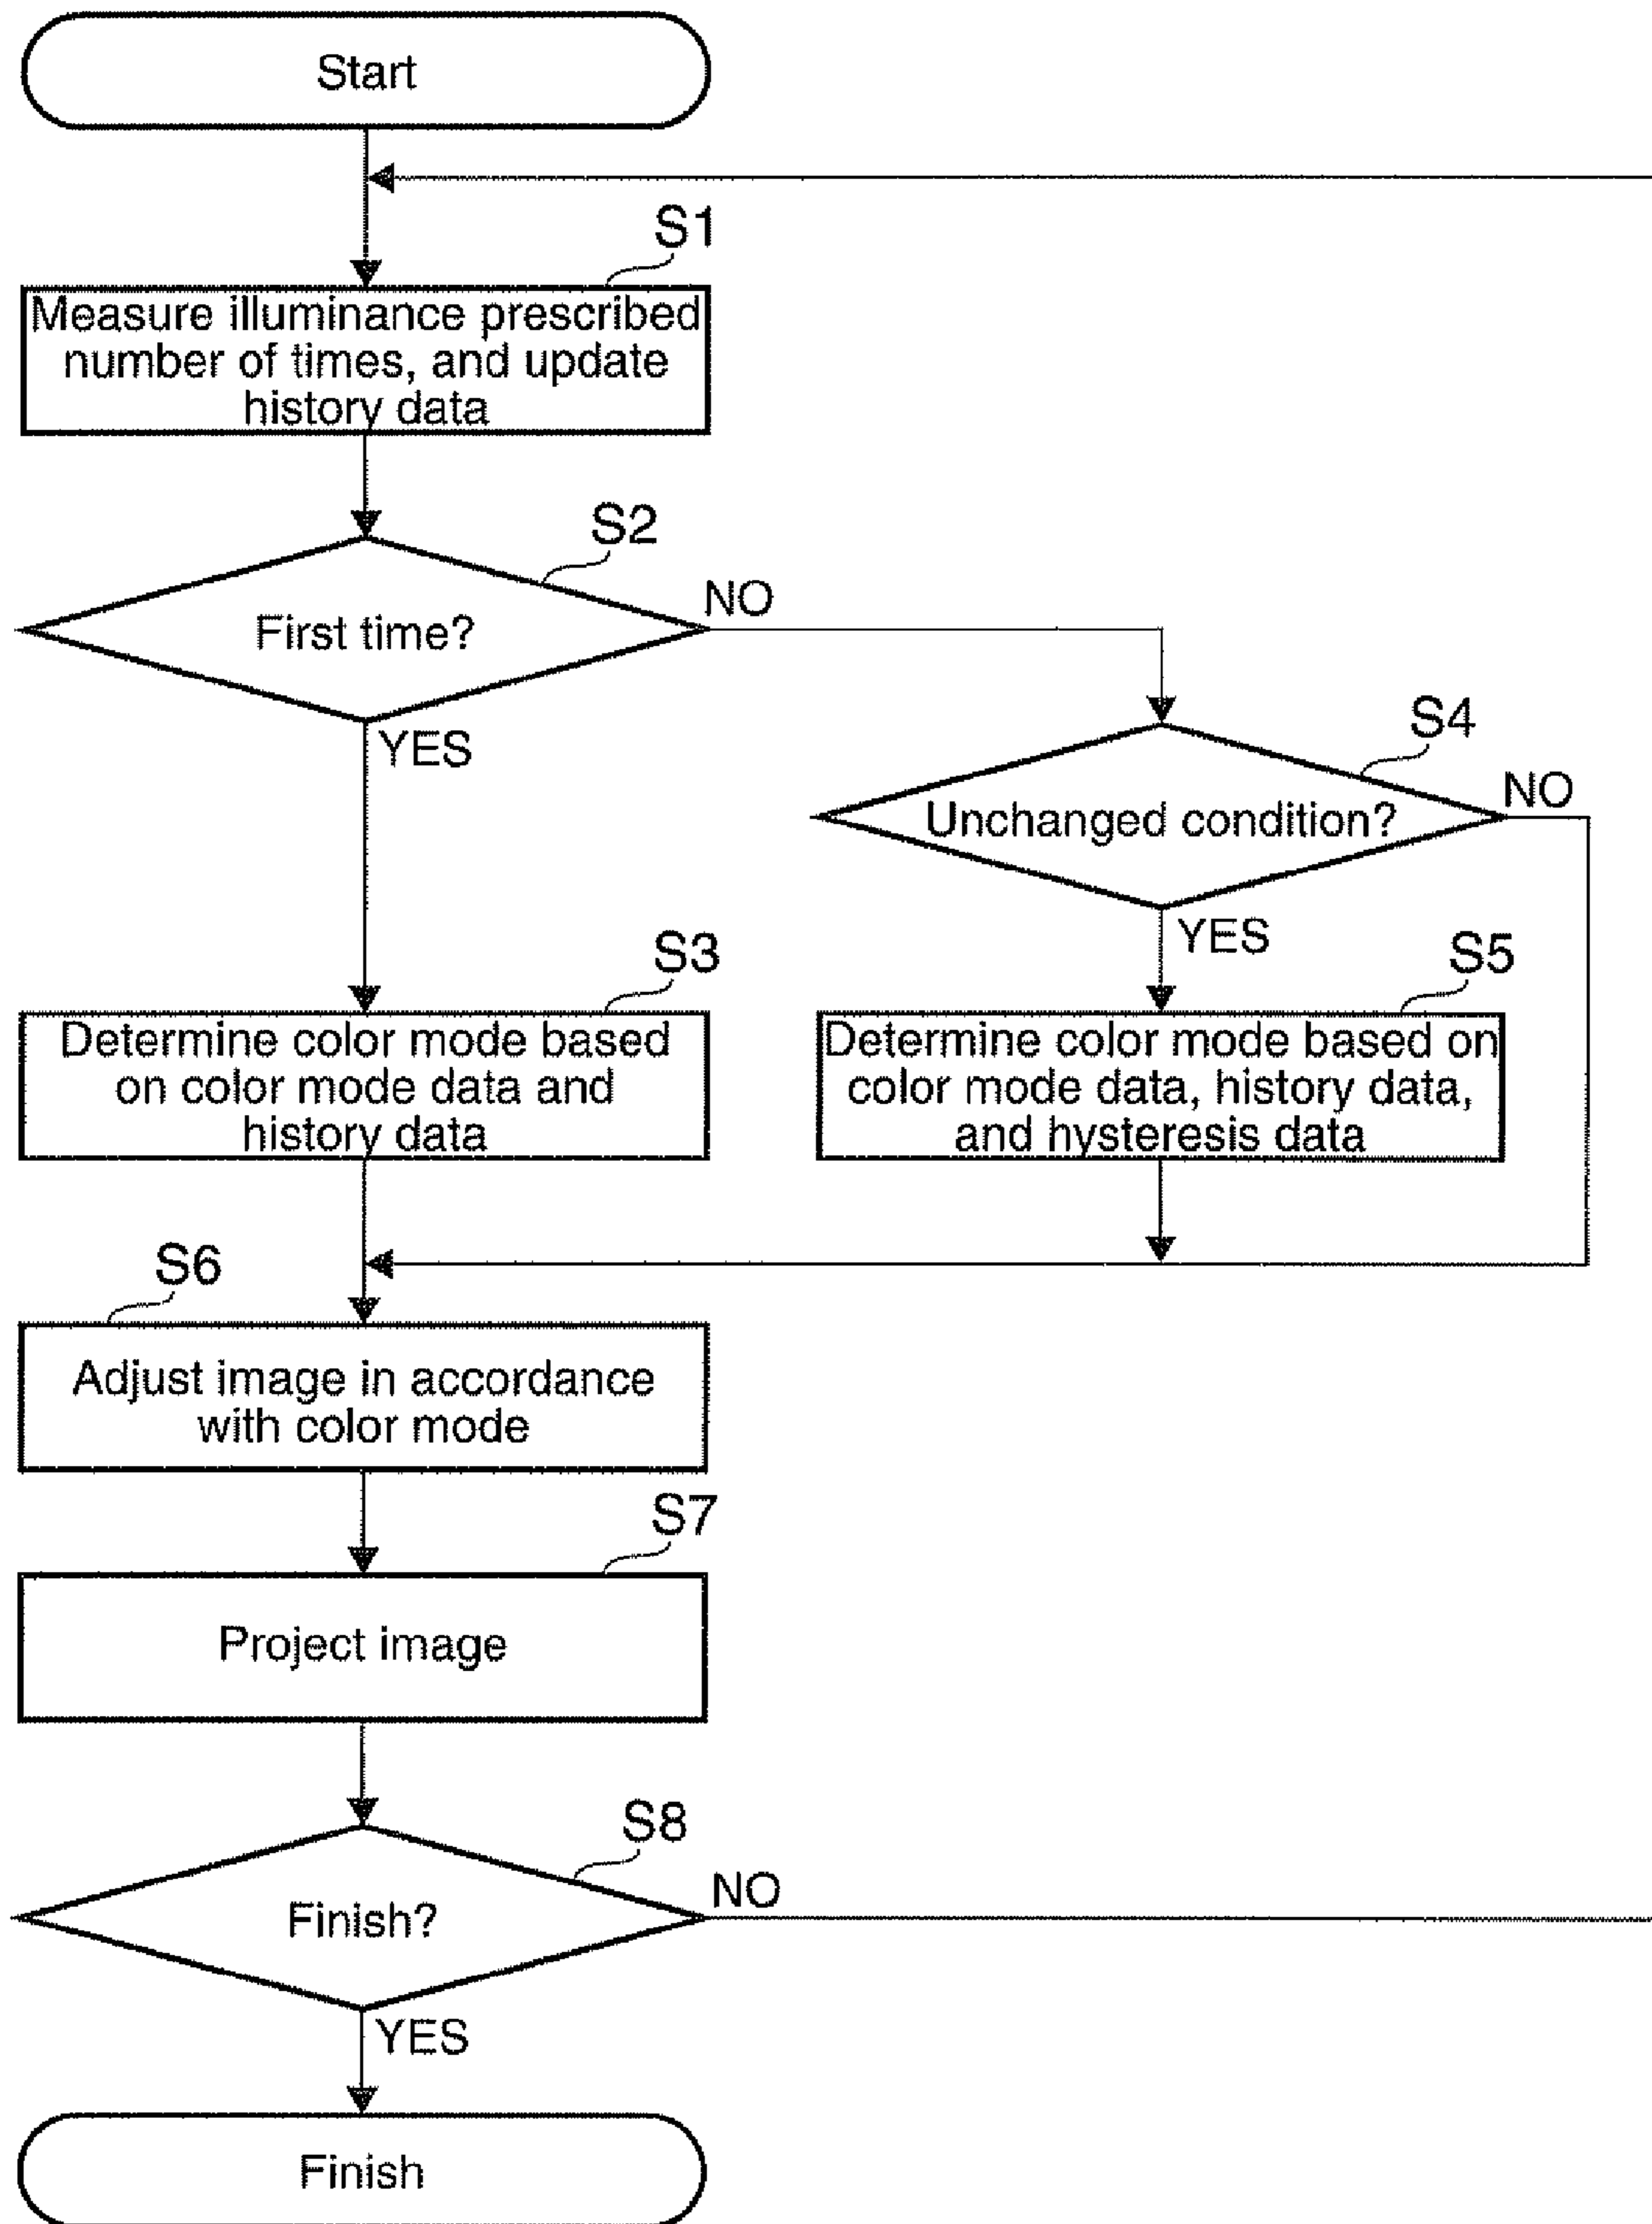 Start
S1
Measure illuminance prescribed
number of times, and update
history data
S2
First time?
NO
YES
S4
Unchanged condition?
NO
YES
S3
Determine color mode based
on color mode data and
history data
S5
Determine color mode based on
color mode data, history data,
and hysteresis data
S6
Adjust image in accordance
with color mode
S7
Project image
S8
Finish?
NO
YES
Finish